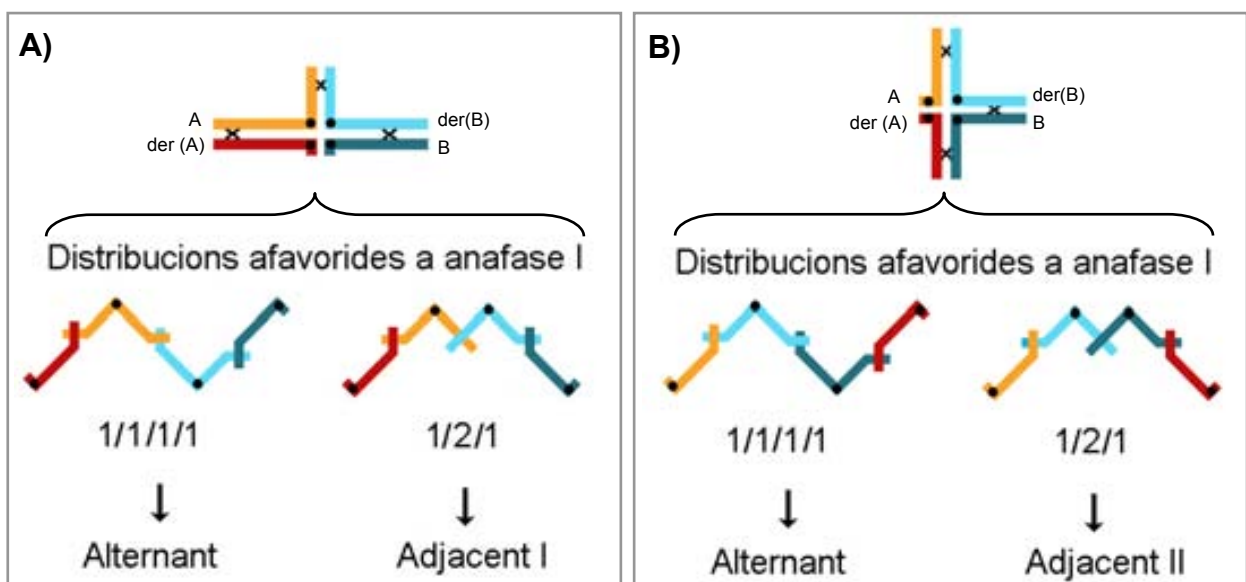 A)
A
der (A)
der(B)
B
Distribucions afavorides a anafase I
1/1/1/1
1/2/1
Alternant
Adjacent I
B)
A
der (A)
der(B)
B
Distribucions afavorides a anafase I
1/1/1/1
1/2/1
Alternant
Adjacent II